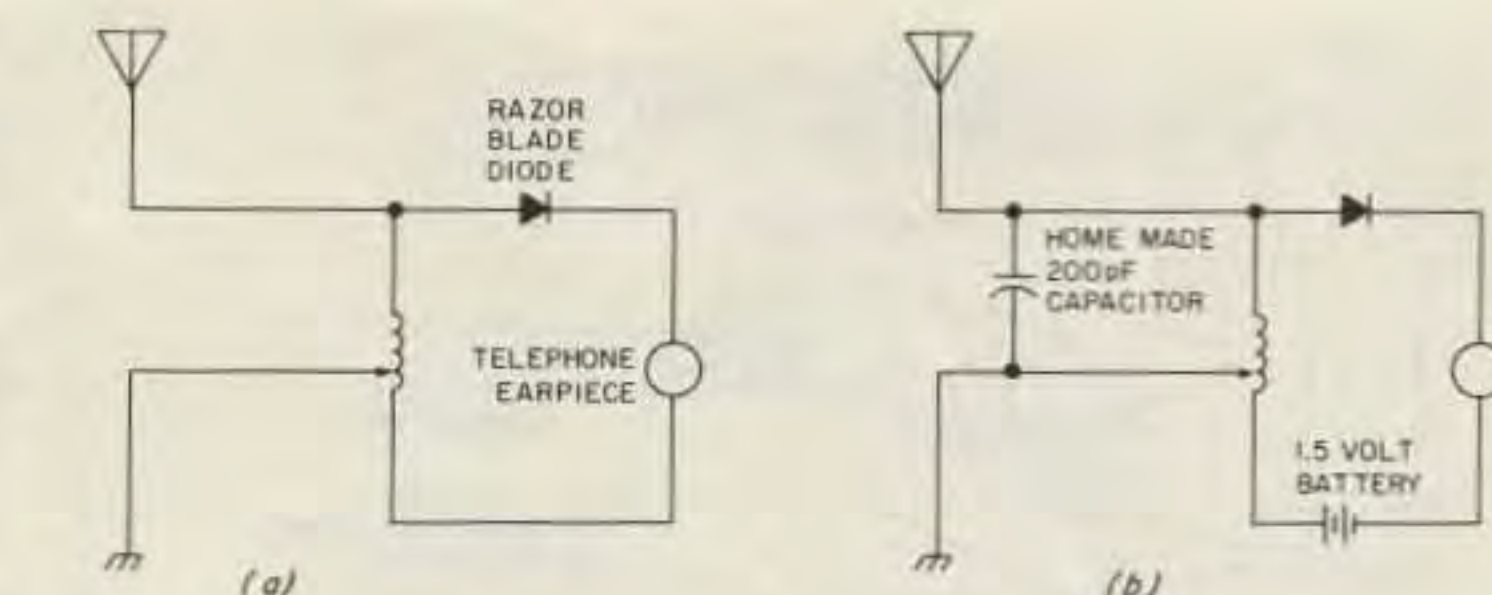 RAZOR
BLADE
DIODE
TELEPHONE
EARPIECE
(a)
HOME MADE
200pF
CAPACITOR
1.5 VOLT
BATTERY
(b)